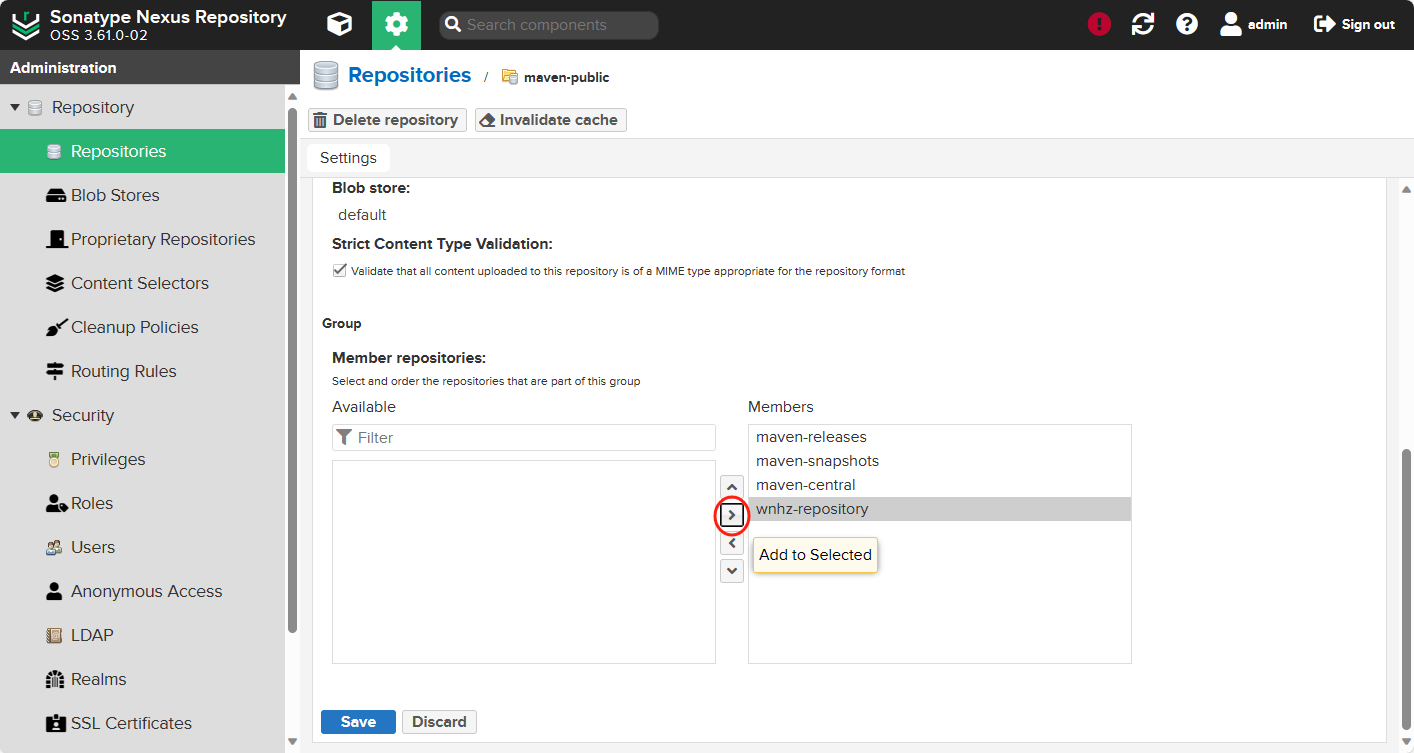 Sonatype Nexus Repository
OSS 3.61.0-02
Search components
admin
Sign out
Administration
Repository
Repositories
Blob Stores
Proprietary Repositories
Content Selectors
Cleanup Policies
Routing Rules
Security
Privileges
Roles
Users
Anonymous Access
LDAP
Realms
SSL Certificates
Repositories / maven-public
Delete repository Invalidate cache
Settings
Blob store:
default
Strict Content Type Validation:
Validate that all content uploaded to this repository is of a MIME type appropriate for the repository format
Group
Member repositories:
Select and order the repositories that are part of this group
Available
Filter
Members
maven-releases
maven-snapshots
maven-central
wnhz-repository
Add to Selected
Save Discard